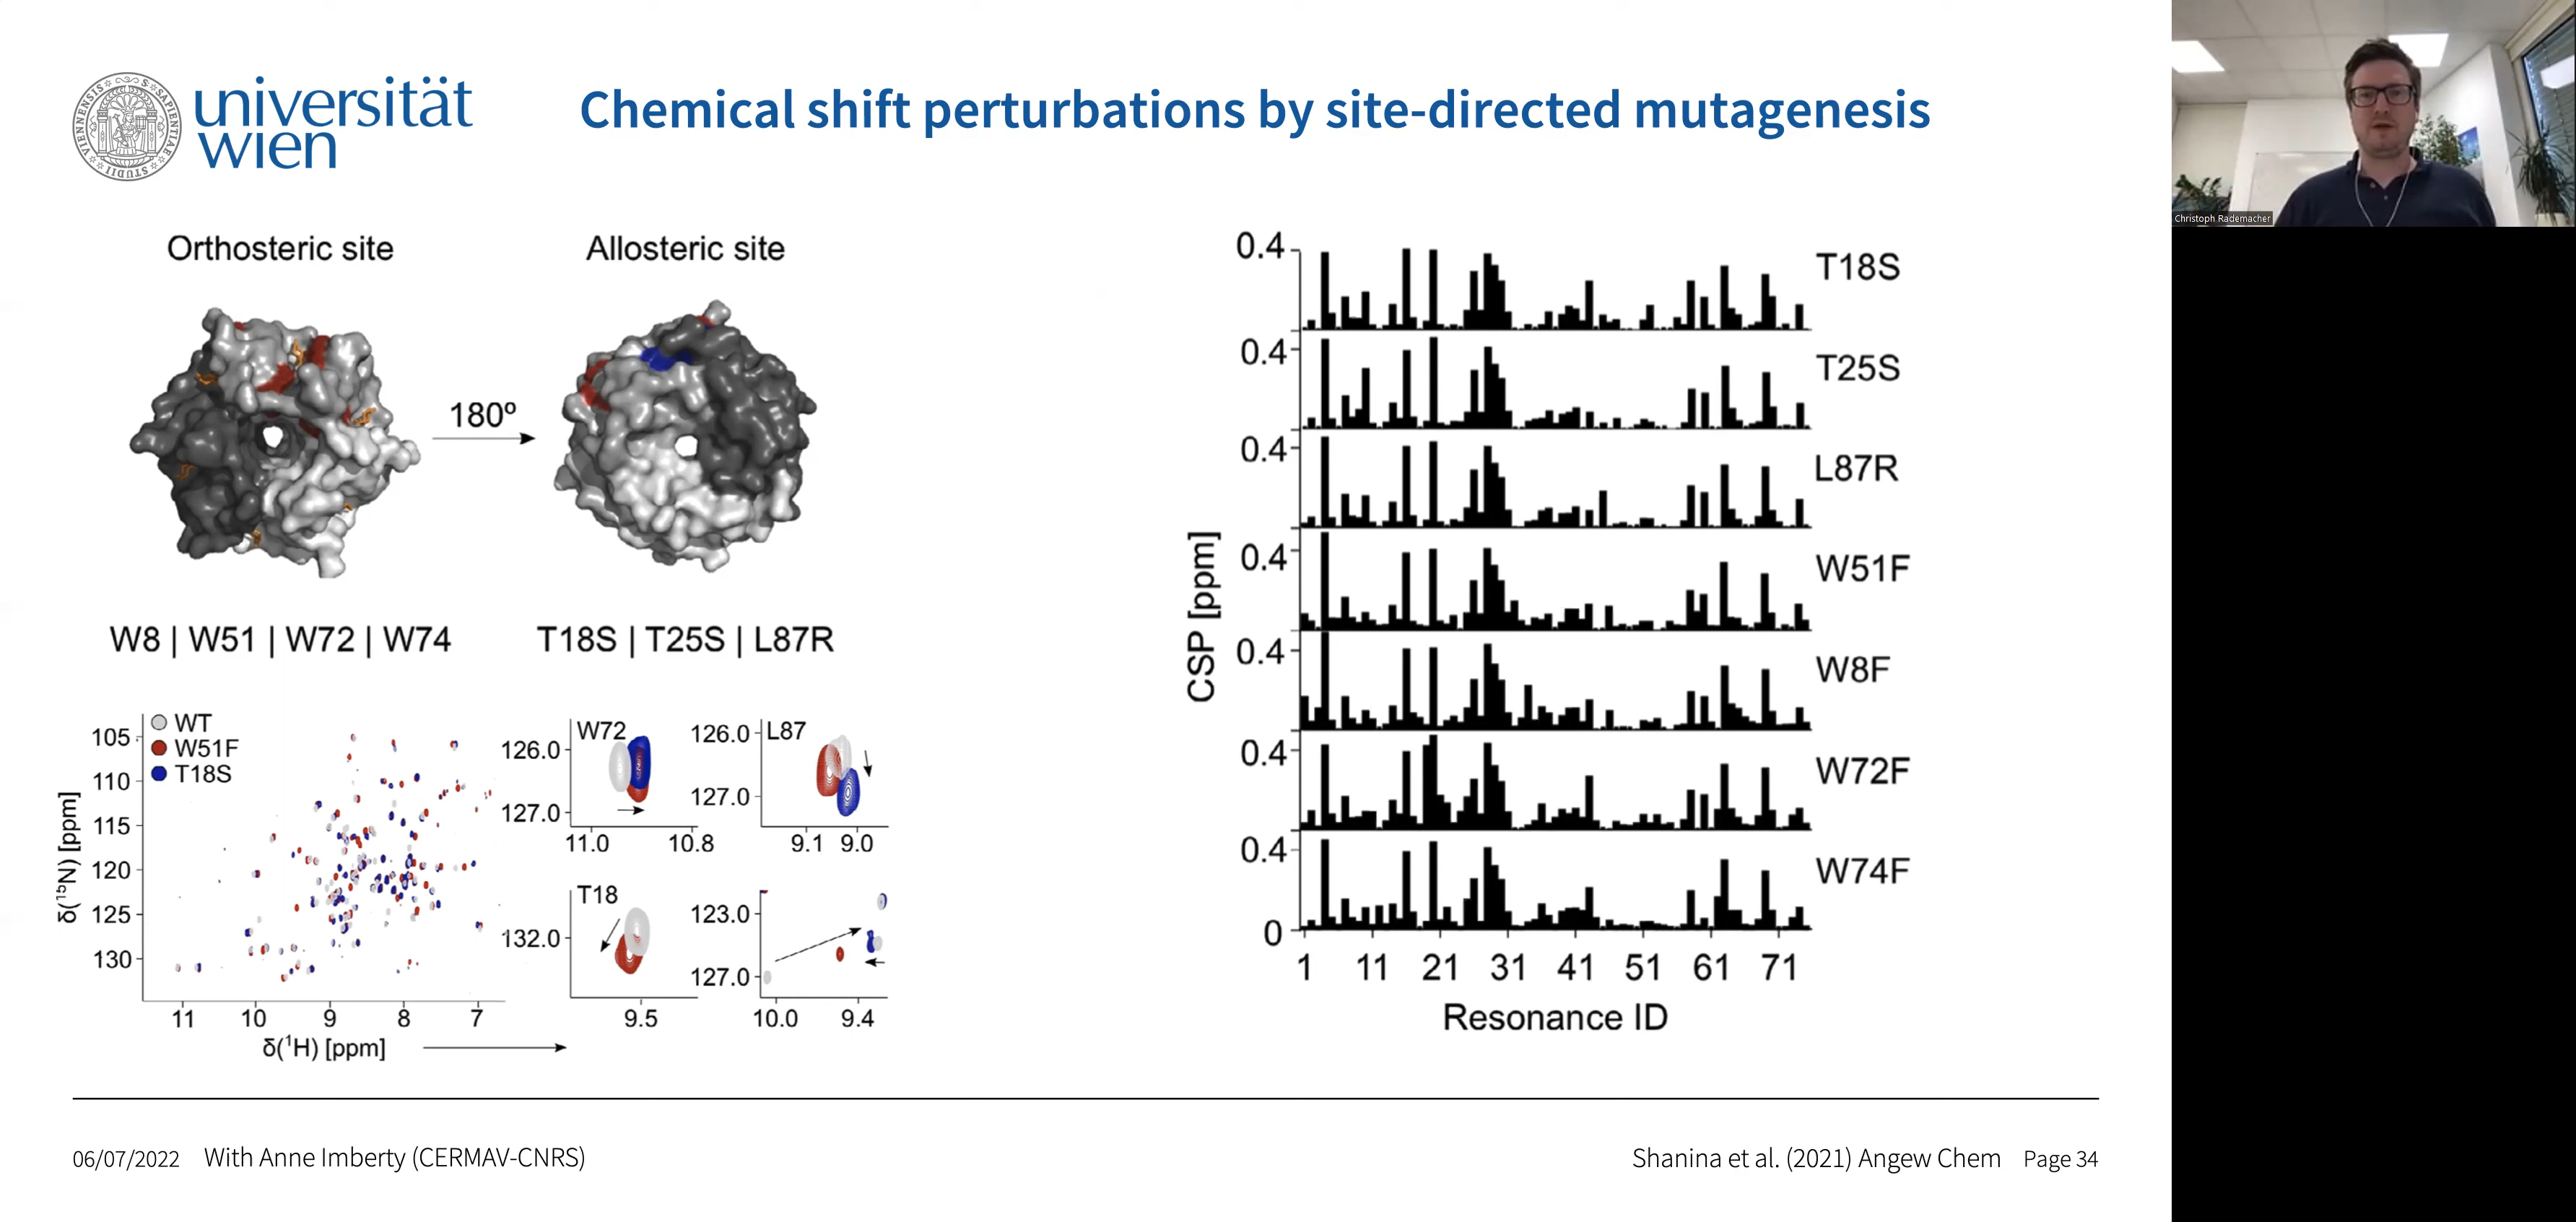 universität
wien
Chemical shift perturbations by site-directed mutagenesis
Christoph Rademacher
Orthosteric site
Allosteric site
180º
W8 | W51 | W72 | W74
T18S | T25S | L87R
WT
W51F
T18S
105
110
115
120
125
130
δ(¹⁵N) [ppm]
11 10 9 8 7
δ(¹H) [ppm]
W72
126.0
127.0
11.0 10.8
L87
126.0
127.0
9.1 9.0
T18
132.0
9.5
123.0
127.0
10.0 9.4
0.4 T18S
0.4 T25S
0.4 L87R
0.4 W51F
0.4 W8F
0.4 W72F
0.4 W74F
0
CSP [ppm]
1 11 21 31 41 51 61 71
Resonance ID
06/07/2022 With Anne Imberty (CERMAV-CNRS)
Shanina et al. (2021) Angew Chem Page 34